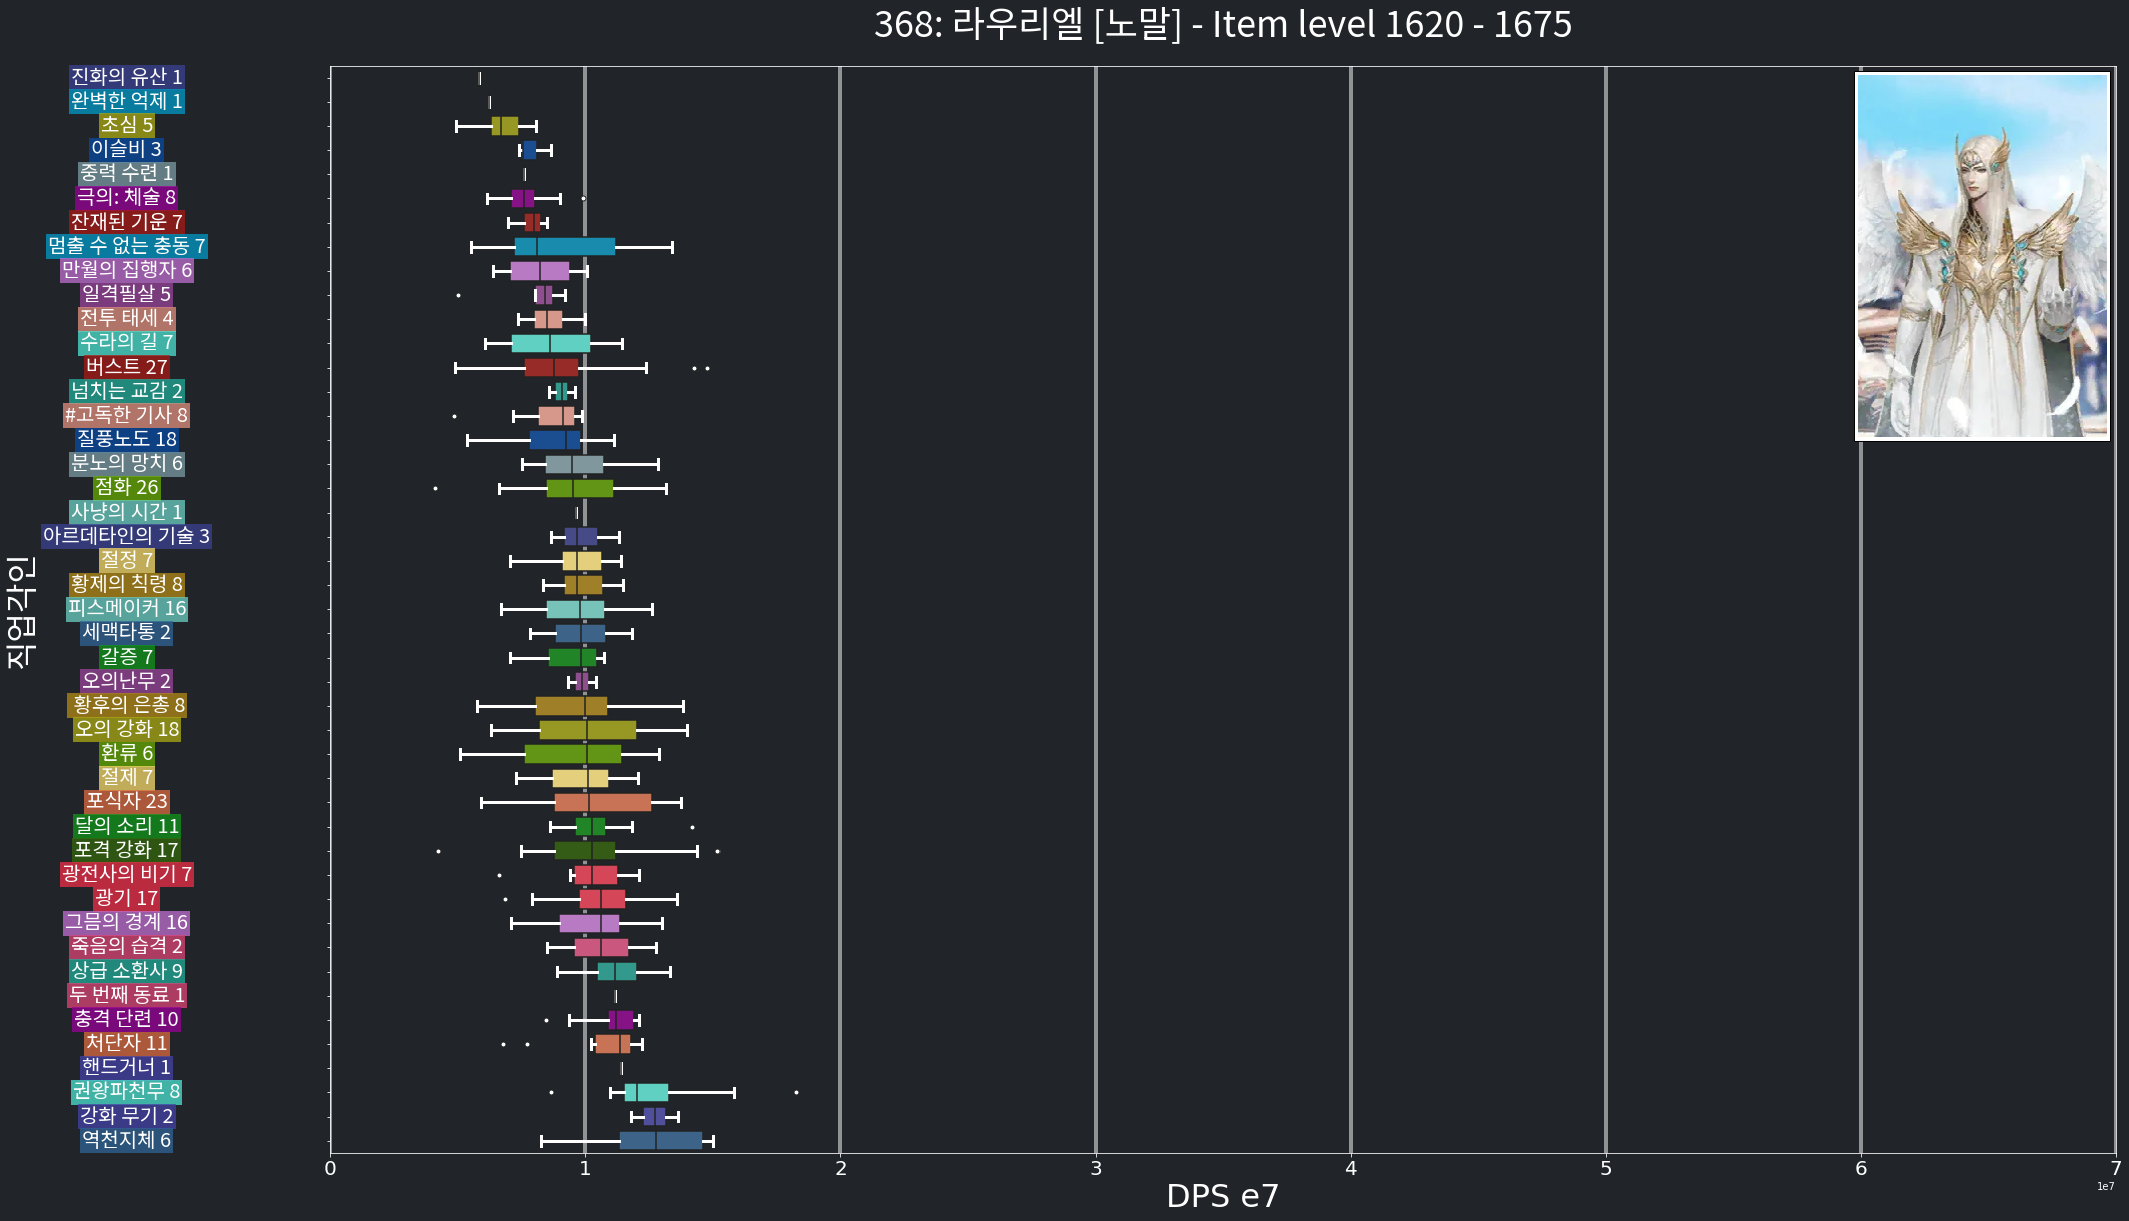 368: 라우리엘 [노말] - Item level 1620 - 1675
진화의 유산 1
완벽한 억제 1
초심 5
이슬비 3
중력 수련 1
극의: 체술 8
잔재된 기운 7
멈출 수 없는 충동 7
만월의 집행자 6
일격필살 5
전투 태세 4
수라의 길 7
버스트 27
넘치는 교감 2
#고독한 기사 8
질풍노도 18
분노의 망치 6
점화 26
사냥의 시간 1
아르데타인의 기술 3
절정 7
황제의 칙령 8
피스메이커 16
세맥타통 2
갈증 7
오의난무 2
황후의 은총 8
오의 강화 18
환류 6
절제 7
포식자 23
달의 소리 11
포격 강화 17
광전사의 비기 7
광기 17
그믐의 경계 16
죽음의 습격 2
상급 소환사 9
두 번째 동료 1
충격 단련 10
처단자 11
핸드거너 1
권왕파천무 8
강화 무기 2
역천지체 6
직업각인
0 1 2 3 4 5 6 7
1e7
DPS e7